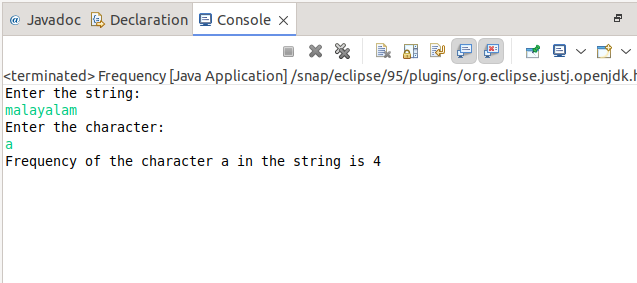 @ Javadoc Declaration Console
<terminated> Frequency [Java Application] /snap/eclipse/95/plugins/org.eclipse.justj.openjdk.h
Enter the string:
malayalam
Enter the character:
a
Frequency of the character a in the string is 4